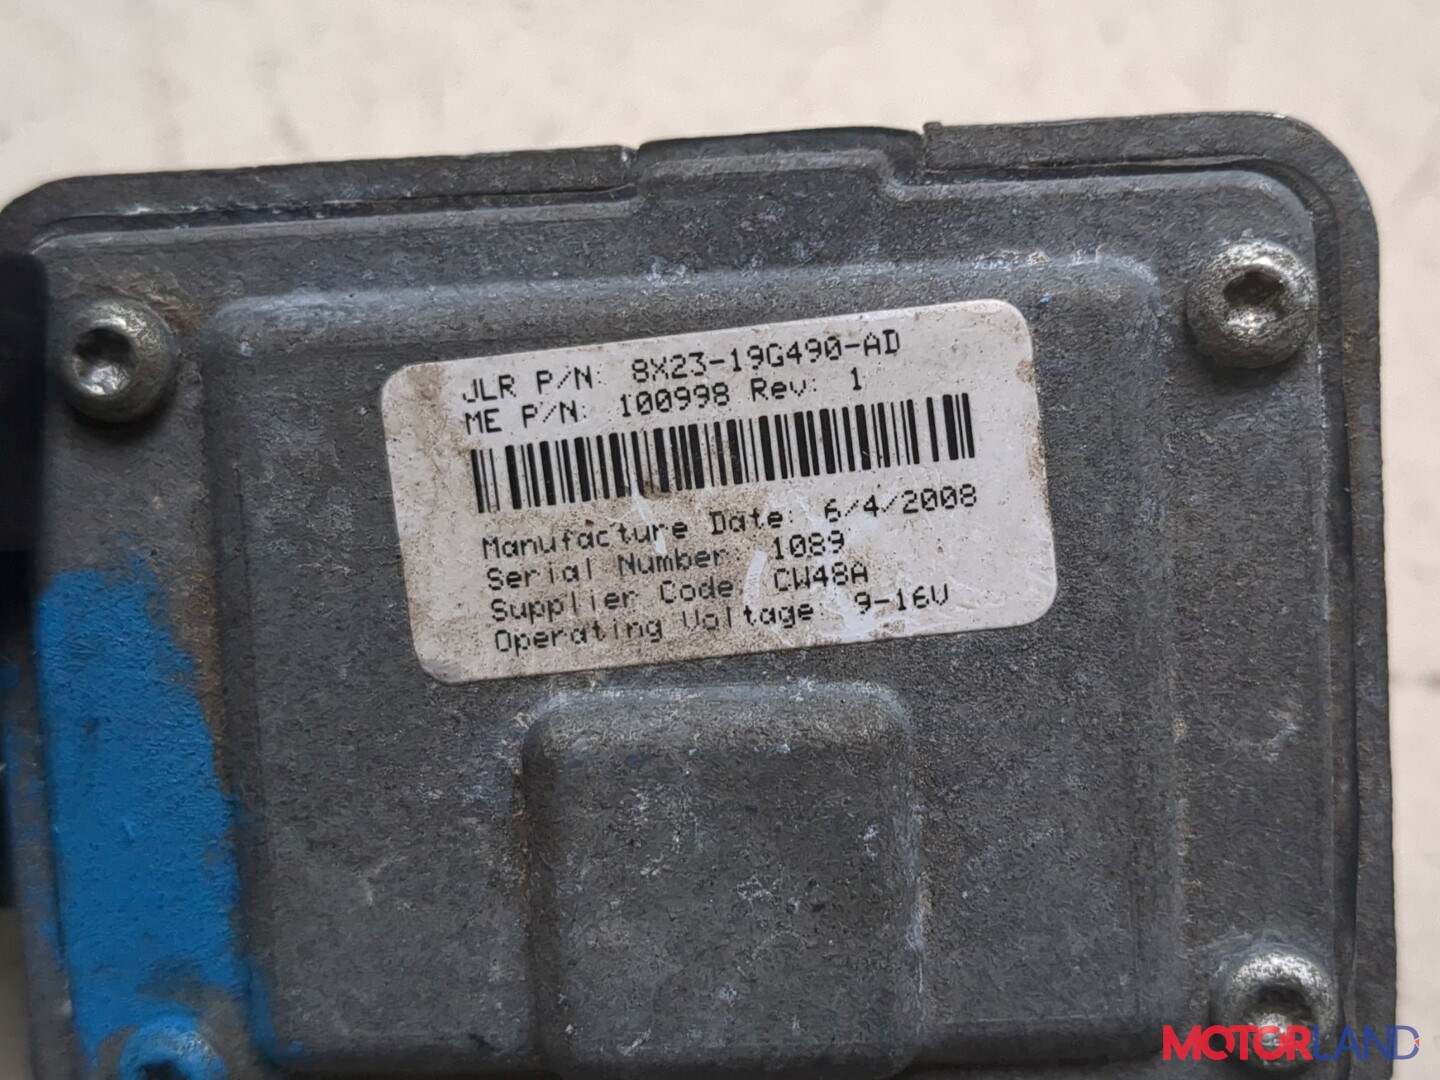 JLR P/N: 8X23-19G490-AD
ME P/N: 100998 Rev: 1
Manufacture Date: 6/4/2008
Serial Number: 1089
Supplier Code: CW48A
Operating Voltage: 9-16V
MOTORLAND